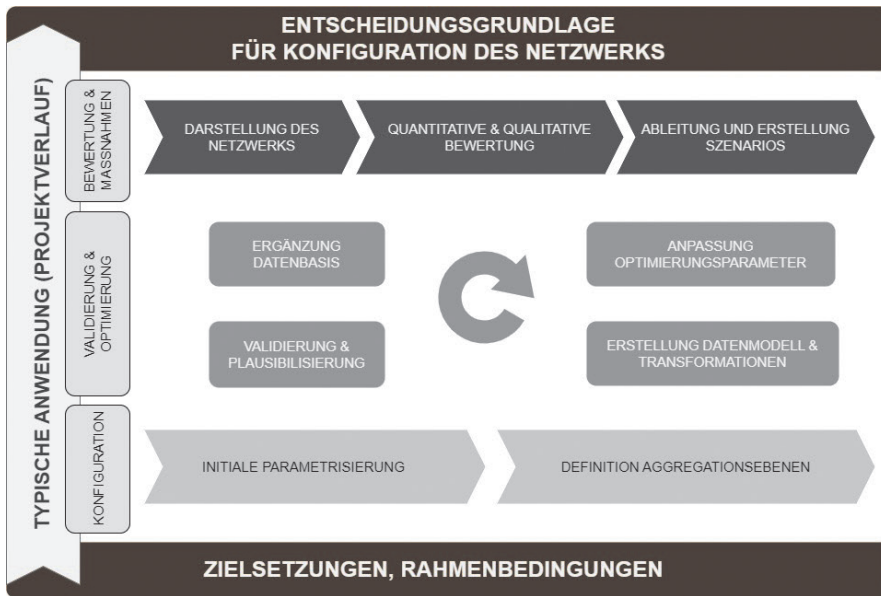 ENTSCHEIDUNGSGRUNDLAGE
FÜR KONFIGURATION DES NETZWERKS
TYPISCHE ANWENDUNG (PROJEKTVERLAUF)
BEWERTUNG &
MASSNAHMEN
DARSTELLUNG DES
NETZWERKS
QUANTITATIVE & QUALITATIVE
BEWERTUNG
ABLEITUNG UND ERSTELLUNG
SZENARIOS
VALIDIERUNG &
OPTIMIERUNG
ERGÄNZUNG
DATENBASIS
ANPASSUNG
OPTIMIERUNGSPARAMETER
VALIDIERUNG &
PLAUSIBILISIERUNG
ERSTELLUNG DATENMODELL &
TRANSFORMATIONEN
KONFIGURATION
INITIALE PARAMETRISIERUNG
DEFINITION AGGREGATIONSEBENEN
ZIELSETZUNGEN, RAHMENBEDINGUNGEN